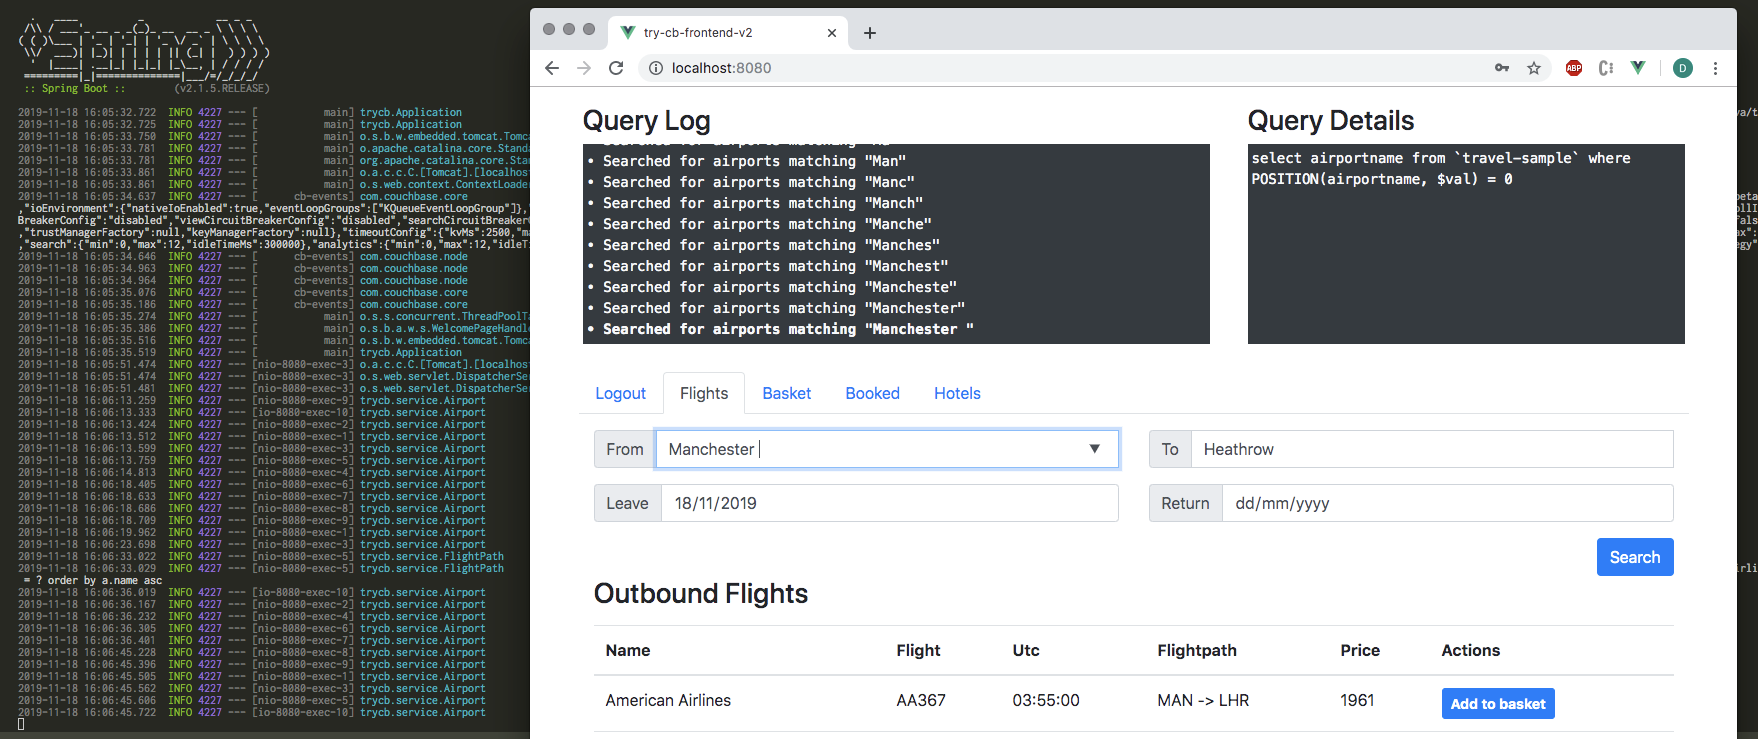 :: Spring Boot :: (v2.1.5.RELEASE)
2019-11-18 16:05:32.722 INFO 4227 --- [ main] trycb.Application
2019-11-18 16:05:32.725 INFO 4227 --- [ main] trycb.Application
2019-11-18 16:05:33.750 INFO 4227 --- [ main] o.s.b.w.embedded.tomcat.Tomc
2019-11-18 16:05:33.781 INFO 4227 --- [ main] o.apache.catalina.core.Stand
2019-11-18 16:05:33.781 INFO 4227 --- [ main] org.apache.catalina.core.Sta
2019-11-18 16:05:33.861 INFO 4227 --- [ main] o.a.c.c.C.[Tomcat].[localhos
2019-11-18 16:05:33.861 INFO 4227 --- [ main] o.s.web.context.ContextLoade
2019-11-18 16:05:34.637 INFO 4227 --- [ cb-events] com.couchbase.core
,"ioEnvironment":{"nativeIoEnabled":true,"eventLoopGroups":["KQueueEventLoopGroup"]},"
BreakerConfig":"disabled","viewCircuitBreakerConfig":"disabled","searchCircuitBreaker
,"trustManagerFactory":null,"keyManagerFactory":null},"timeoutConfig":{"kvMs":2500,"ma
,"search":{"min":0,"max":12,"idleTimeMs":300000},"analytics":{"min":0,"max":12,"idleT
2019-11-18 16:05:34.646 INFO 4227 --- [ cb-events] com.couchbase.node
2019-11-18 16:05:34.963 INFO 4227 --- [ cb-events] com.couchbase.node
2019-11-18 16:05:34.964 INFO 4227 --- [ cb-events] com.couchbase.node
2019-11-18 16:05:35.076 INFO 4227 --- [ cb-events] com.couchbase.core
2019-11-18 16:05:35.186 INFO 4227 --- [ cb-events] com.couchbase.core
2019-11-18 16:05:35.274 INFO 4227 --- [ main] o.s.s.concurrent.ThreadPoolTa
2019-11-18 16:05:35.386 INFO 4227 --- [ main] o.s.b.a.w.s.WelcomePageHandle
2019-11-18 16:05:35.516 INFO 4227 --- [ main] o.s.b.w.embedded.tomcat.Tomc
2019-11-18 16:05:35.519 INFO 4227 --- [ main] trycb.Application
2019-11-18 16:05:51.474 INFO 4227 --- [nio-8080-exec-3] o.a.c.c.C.[Tomcat].[localhos
2019-11-18 16:05:51.474 INFO 4227 --- [nio-8080-exec-3] o.s.web.servlet.DispatcherSer
2019-11-18 16:05:51.481 INFO 4227 --- [nio-8080-exec-3] o.s.web.servlet.DispatcherSer
2019-11-18 16:06:13.259 INFO 4227 --- [nio-8080-exec-9] trycb.service.Airport
2019-11-18 16:06:13.333 INFO 4227 --- [io-8080-exec-10] trycb.service.Airport
2019-11-18 16:06:13.424 INFO 4227 --- [nio-8080-exec-2] trycb.service.Airport
2019-11-18 16:06:13.512 INFO 4227 --- [nio-8080-exec-1] trycb.service.Airport
2019-11-18 16:06:13.599 INFO 4227 --- [nio-8080-exec-3] trycb.service.Airport
2019-11-18 16:06:13.759 INFO 4227 --- [nio-8080-exec-5] trycb.service.Airport
2019-11-18 16:06:14.813 INFO 4227 --- [nio-8080-exec-4] trycb.service.Airport
2019-11-18 16:06:18.405 INFO 4227 --- [nio-8080-exec-6] trycb.service.Airport
2019-11-18 16:06:18.633 INFO 4227 --- [nio-8080-exec-7] trycb.service.Airport
2019-11-18 16:06:18.686 INFO 4227 --- [nio-8080-exec-8] trycb.service.Airport
2019-11-18 16:06:18.709 INFO 4227 --- [nio-8080-exec-9] trycb.service.Airport
2019-11-18 16:06:19.962 INFO 4227 --- [nio-8080-exec-1] trycb.service.Airport
2019-11-18 16:06:23.698 INFO 4227 --- [nio-8080-exec-3] trycb.service.Airport
2019-11-18 16:06:33.022 INFO 4227 --- [nio-8080-exec-5] trycb.service.FlightPath
2019-11-18 16:06:33.029 INFO 4227 --- [nio-8080-exec-5] trycb.service.FlightPath
= ? order by a.name asc
2019-11-18 16:06:36.019 INFO 4227 --- [io-8080-exec-10] trycb.service.Airport
2019-11-18 16:06:36.167 INFO 4227 --- [nio-8080-exec-2] trycb.service.Airport
2019-11-18 16:06:36.232 INFO 4227 --- [nio-8080-exec-4] trycb.service.Airport
2019-11-18 16:06:36.305 INFO 4227 --- [nio-8080-exec-6] trycb.service.Airport
2019-11-18 16:06:36.401 INFO 4227 --- [nio-8080-exec-7] trycb.service.Airport
2019-11-18 16:06:45.228 INFO 4227 --- [nio-8080-exec-8] trycb.service.Airport
2019-11-18 16:06:45.396 INFO 4227 --- [nio-8080-exec-9] trycb.service.Airport
2019-11-18 16:06:45.505 INFO 4227 --- [nio-8080-exec-1] trycb.service.Airport
2019-11-18 16:06:45.562 INFO 4227 --- [nio-8080-exec-3] trycb.service.Airport
2019-11-18 16:06:45.606 INFO 4227 --- [nio-8080-exec-5] trycb.service.Airport
2019-11-18 16:06:45.722 INFO 4227 --- [io-8080-exec-10] trycb.service.Airport
try-cb-frontend-v2
localhost:8080
ABP
D
Query Log
• Searched for airports matching "Man"
• Searched for airports matching "Manc"
• Searched for airports matching "Manch"
• Searched for airports matching "Manche"
• Searched for airports matching "Manches"
• Searched for airports matching "Manchest"
• Searched for airports matching "Mancheste"
• Searched for airports matching "Manchester"
• Searched for airports matching "Manchester "
Query Details
select airportname from `travel-sample` where
POSITION(airportname, $val) = 0
Logout Flights Basket Booked Hotels
From Manchester To Heathrow
Leave 18/11/2019 Return dd/mm/yyyy
Search
Outbound Flights
Name Flight Utc Flightpath Price Actions
American Airlines AA367 03:55:00 MAN -> LHR 1961 Add to basket